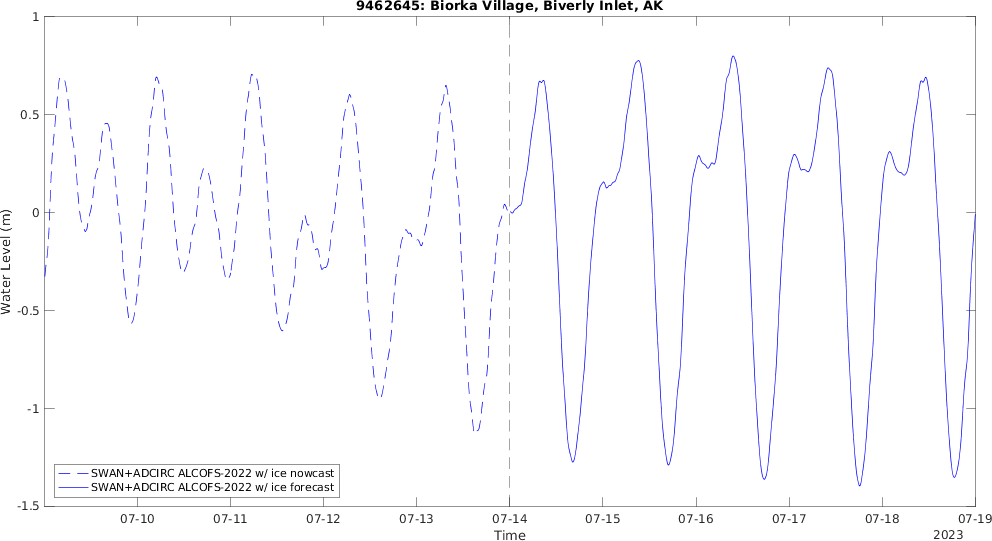 9462645: Biorka Village, Biverly Inlet, AK
1
0.5
0
-0.5
-1
-1.5
Water Level (m)
SWAN+ADCIRC ALCOFS-2022 w/ ice nowcast
SWAN+ADCIRC ALCOFS-2022 w/ ice forecast
07-10 07-11 07-12 07-13 07-14 07-15 07-16 07-17 07-18 07-19
Time
2023